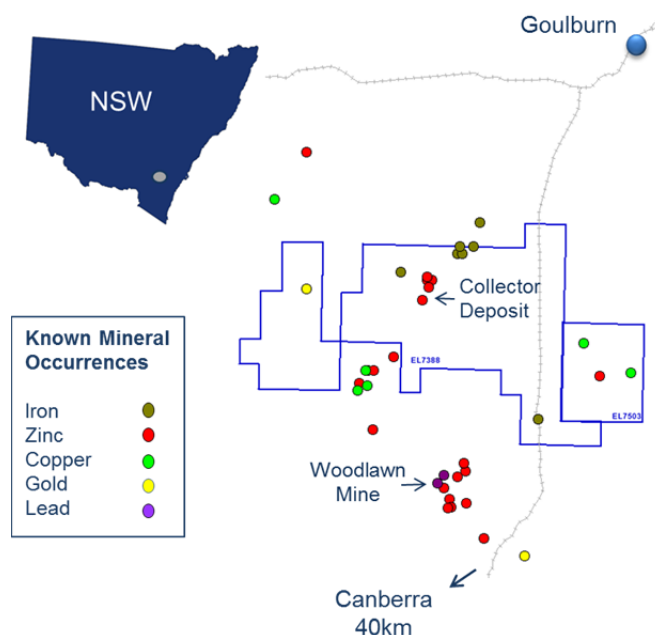 Goulburn
NSW
Collector
Deposit
Known Mineral
Occurrences
Iron
Zinc
Copper
Gold
Lead
EL7388
EL7503
Woodlawn
Mine
Canberra
40km